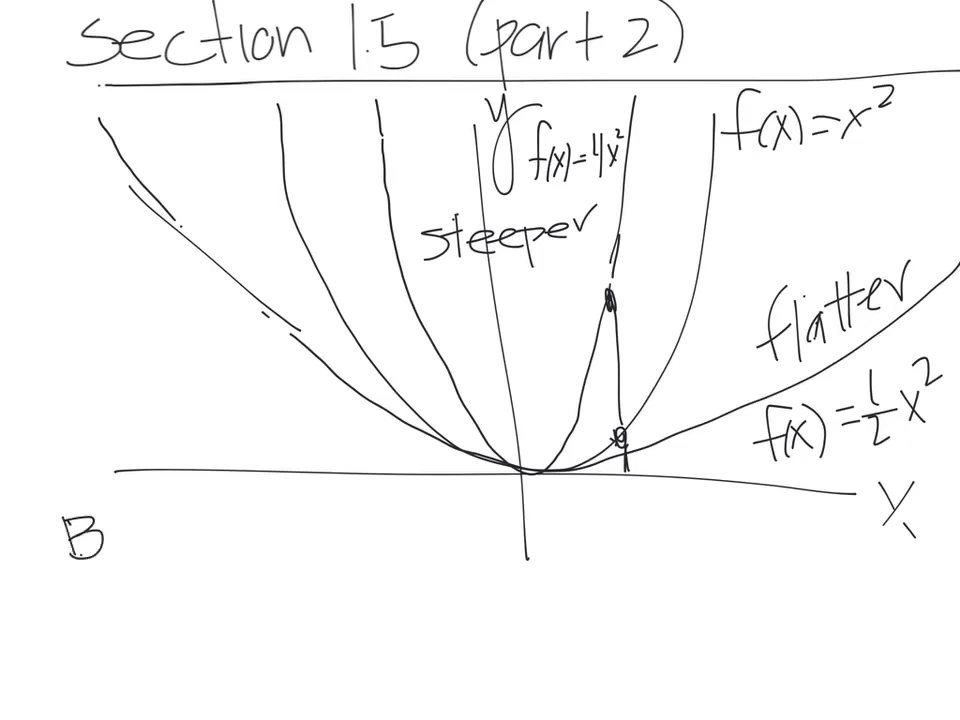 section 1.5 (part 2)
y
f(x)=x²
f(x)=4x²
steeper
flatter
f(x)=½x²
x
B